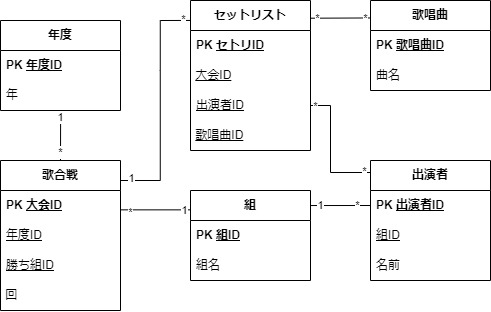 年度
PK 年度ID
年
セットリスト
PK セトリID
大会ID
出演者ID
歌唱曲ID
歌唱曲
PK 歌唱曲ID
曲名
歌合戦
PK 大会ID
年度ID
勝ち組ID
回
組
PK 組ID
組名
出演者
PK 出演者ID
組ID
名前
1
*
1
*
*
*
*
*
*
1
1
*